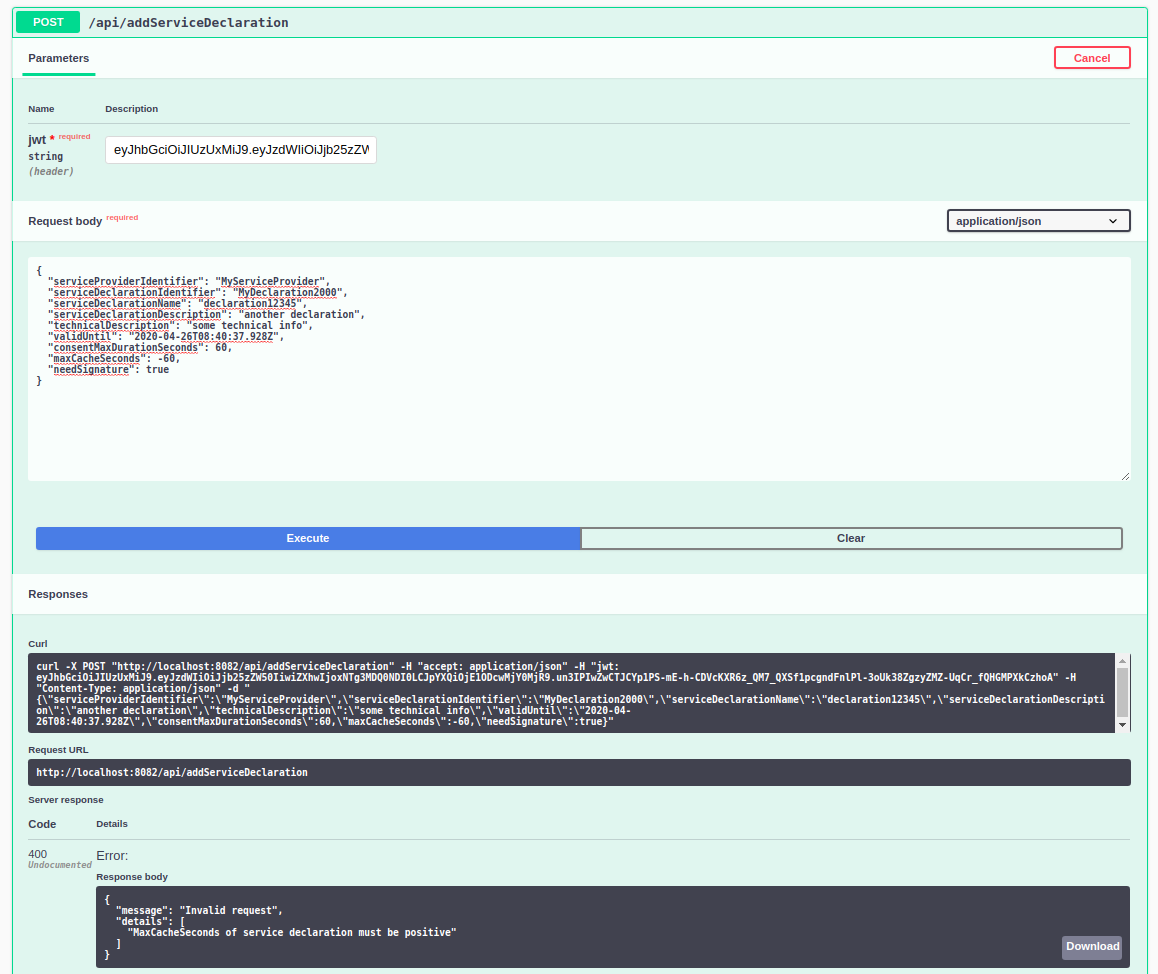 POST /api/addServiceDeclaration
Parameters
Cancel
Name Description
jwt * required
string
(header)
eyJhbGciOiJIUzUxMiJ9.eyJzdWIiOiJjb25zZW
Request body required
application/json
{
"serviceProviderIdentifier": "MyServiceProvider",
"serviceDeclarationIdentifier": "MyDeclaration2000",
"serviceDeclarationName": "declaration12345",
"serviceDeclarationDescription": "another declaration",
"technicalDescription": "some technical info",
"validUntil": "2020-04-26T08:40:37.928Z",
"consentMaxDurationSeconds": 60,
"maxCacheSeconds": -60,
"needSignature": true
}
Execute
Clear
Responses
Curl
curl -X POST "http://localhost:8082/api/addServiceDeclaration" -H "accept: application/json" -H "jwt:
eyJhbGciOiJIUzUxMiJ9.eyJzdWIiOiJjb25zZW50IiwiZXhwIjoxNTg3MDQ0NDI0LCJpYXQiOjE1ODcwMjY0MjR9.un3IPIwZwCTJCYp1PS-mE-h-CDVcKXR6z_QM7_QXSf1pcgndFnlPl-3oUk38ZgzyZMZ-UqCr_fQHGMPXkCzhoA" -H
"Content-Type: application/json" -d "
{\"serviceProviderIdentifier\":\"MyServiceProvider\",\"serviceDeclarationIdentifier\":\"MyDeclaration2000\",\"serviceDeclarationName\":\"declaration12345\",\"serviceDeclarationDescripti
on\":\"another declaration\",\"technicalDescription\":\"some technical info\",\"validUntil\":\"2020-04-
26T08:40:37.928Z\",\"consentMaxDurationSeconds\":60,\"maxCacheSeconds\":-60,\"needSignature\":true}"
Request URL
http://localhost:8082/api/addServiceDeclaration
Server response
Code Details
400
Undocumented
Error:
Response body
{
"message": "Invalid request",
"details": [
"MaxCacheSeconds of service declaration must be positive"
]
}
Download